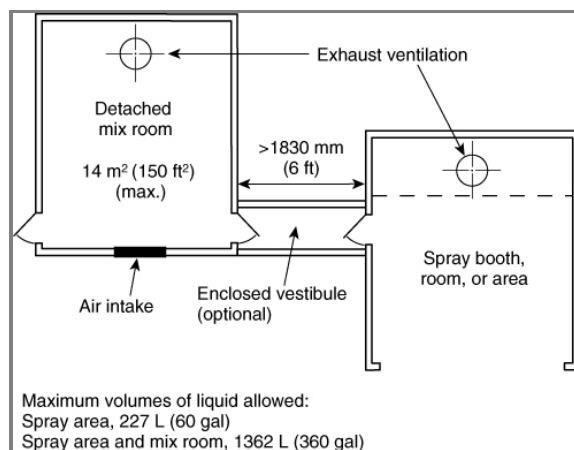 Exhaust ventilation
Detached
mix room
14 m² (150 ft²)
(max.)
>1830 mm
(6 ft)
Spray booth,
room, or area
Air intake
Enclosed vestibule
(optional)
Maximum volumes of liquid allowed:
Spray area, 227 L (60 gal)
Spray area and mix room, 1362 L (360 gal)